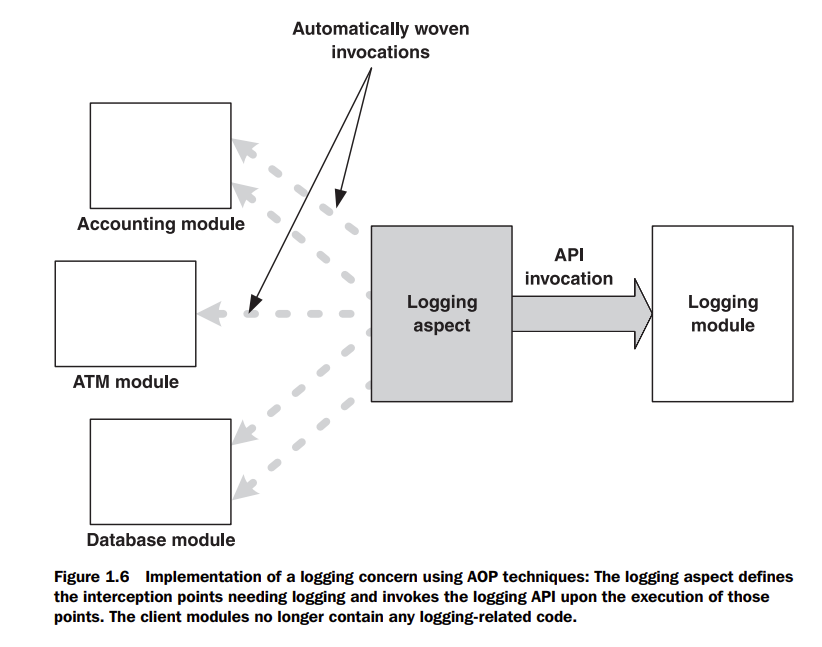 Automatically woven
invocations
Accounting module
API
invocation
Logging
aspect
Logging
module
ATM module
Database module
Figure 1.6 Implementation of a logging concern using AOP techniques: The logging aspect defines
the interception points needing logging and invokes the logging API upon the execution of those
points. The client modules no longer contain any logging-related code.